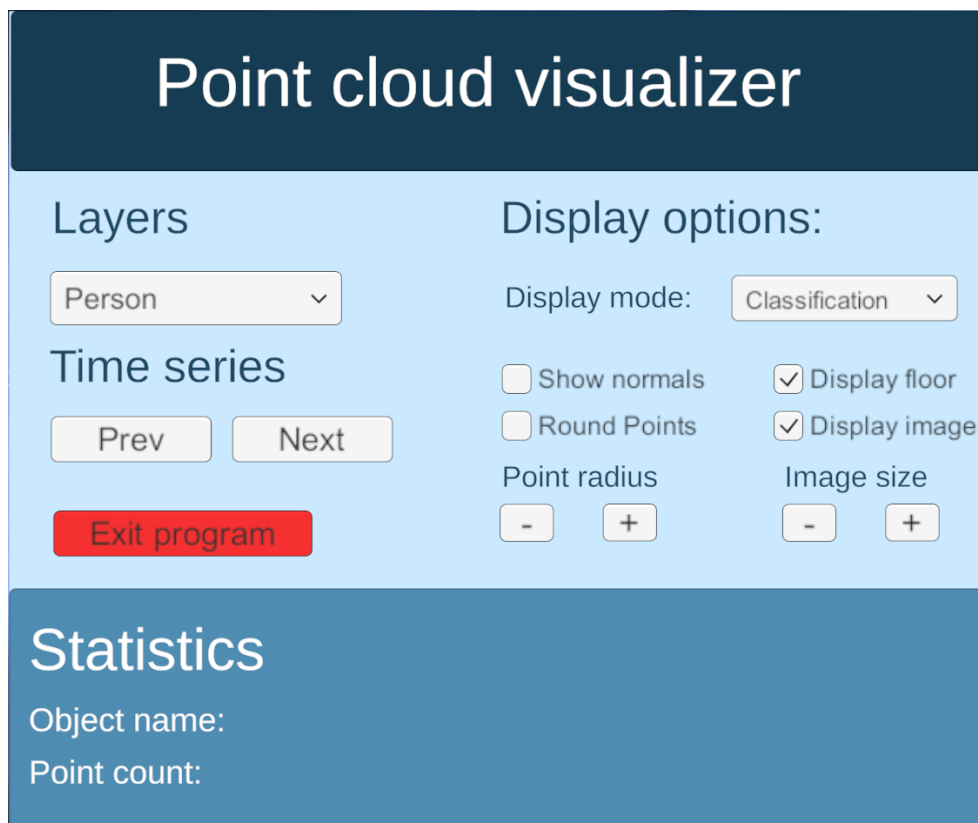 Point cloud visualizer
Layers
Person
Time series
Prev Next
Exit program
Display options:
Display mode: Classification
Show normals Display floor
Round Points Display image
Point radius Image size
- + - +
Statistics
Object name:
Point count: